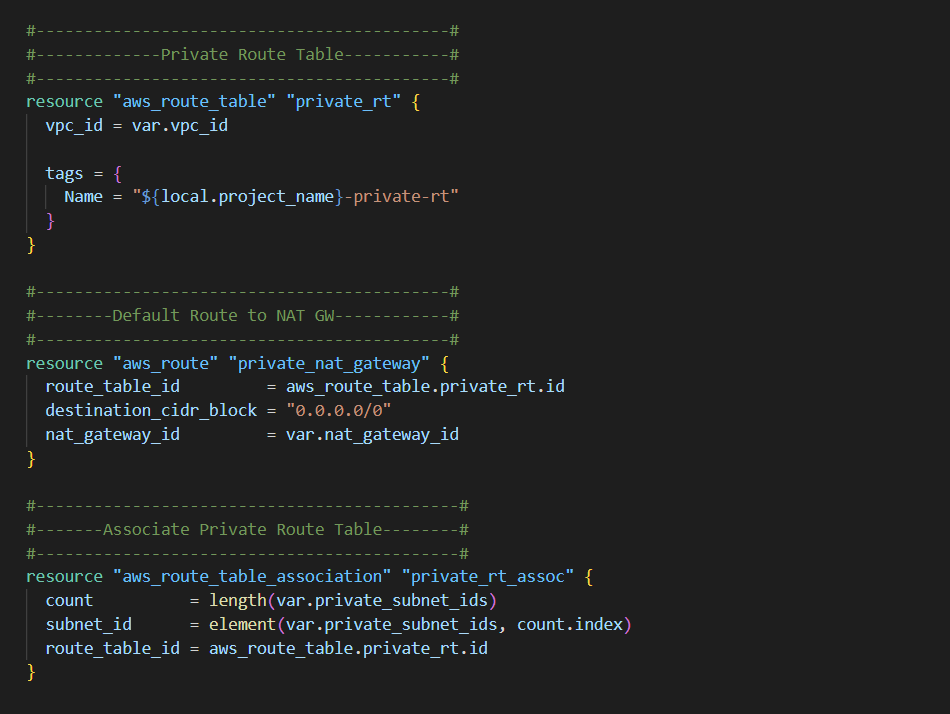 #-------------------------------------------#
#-------------Private Route Table-----------#
#-------------------------------------------#
resource "aws_route_table" "private_rt" {
  vpc_id = var.vpc_id

  tags = {
    Name = "${local.project_name}-private-rt"
  }
}

#-------------------------------------------#
#--------Default Route to NAT GW------------#
#-------------------------------------------#
resource "aws_route" "private_nat_gateway" {
  route_table_id         = aws_route_table.private_rt.id
  destination_cidr_block = "0.0.0.0/0"
  nat_gateway_id         = var.nat_gateway_id
}

#--------------------------------------------#
#-------Associate Private Route Table--------#
#--------------------------------------------#
resource "aws_route_table_association" "private_rt_assoc" {
  count          = length(var.private_subnet_ids)
  subnet_id      = element(var.private_subnet_ids, count.index)
  route_table_id = aws_route_table.private_rt.id
}